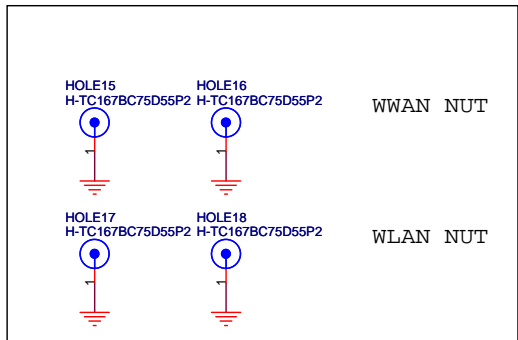 HOLE15 HOLE16
H-TC167BC75D55P2 H-TC167BC75D55P2
WWAN NUT
1 1
HOLE17 HOLE18
H-TC167BC75D55P2 H-TC167BC75D55P2
WLAN NUT
1 1